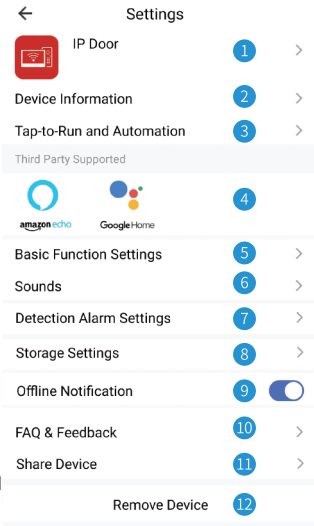 ← Settings
IP Door 1 >
Device Information 2 >
Tap-to-Run and Automation 3 >
Third Party Supported
4
amazon echo Google Home
Basic Function Settings 5 >
Sounds 6 >
Detection Alarm Settings 7 >
Storage Settings 8 >
Offline Notification 9
FAQ & Feedback 10 >
Share Device 11 >
Remove Device 12